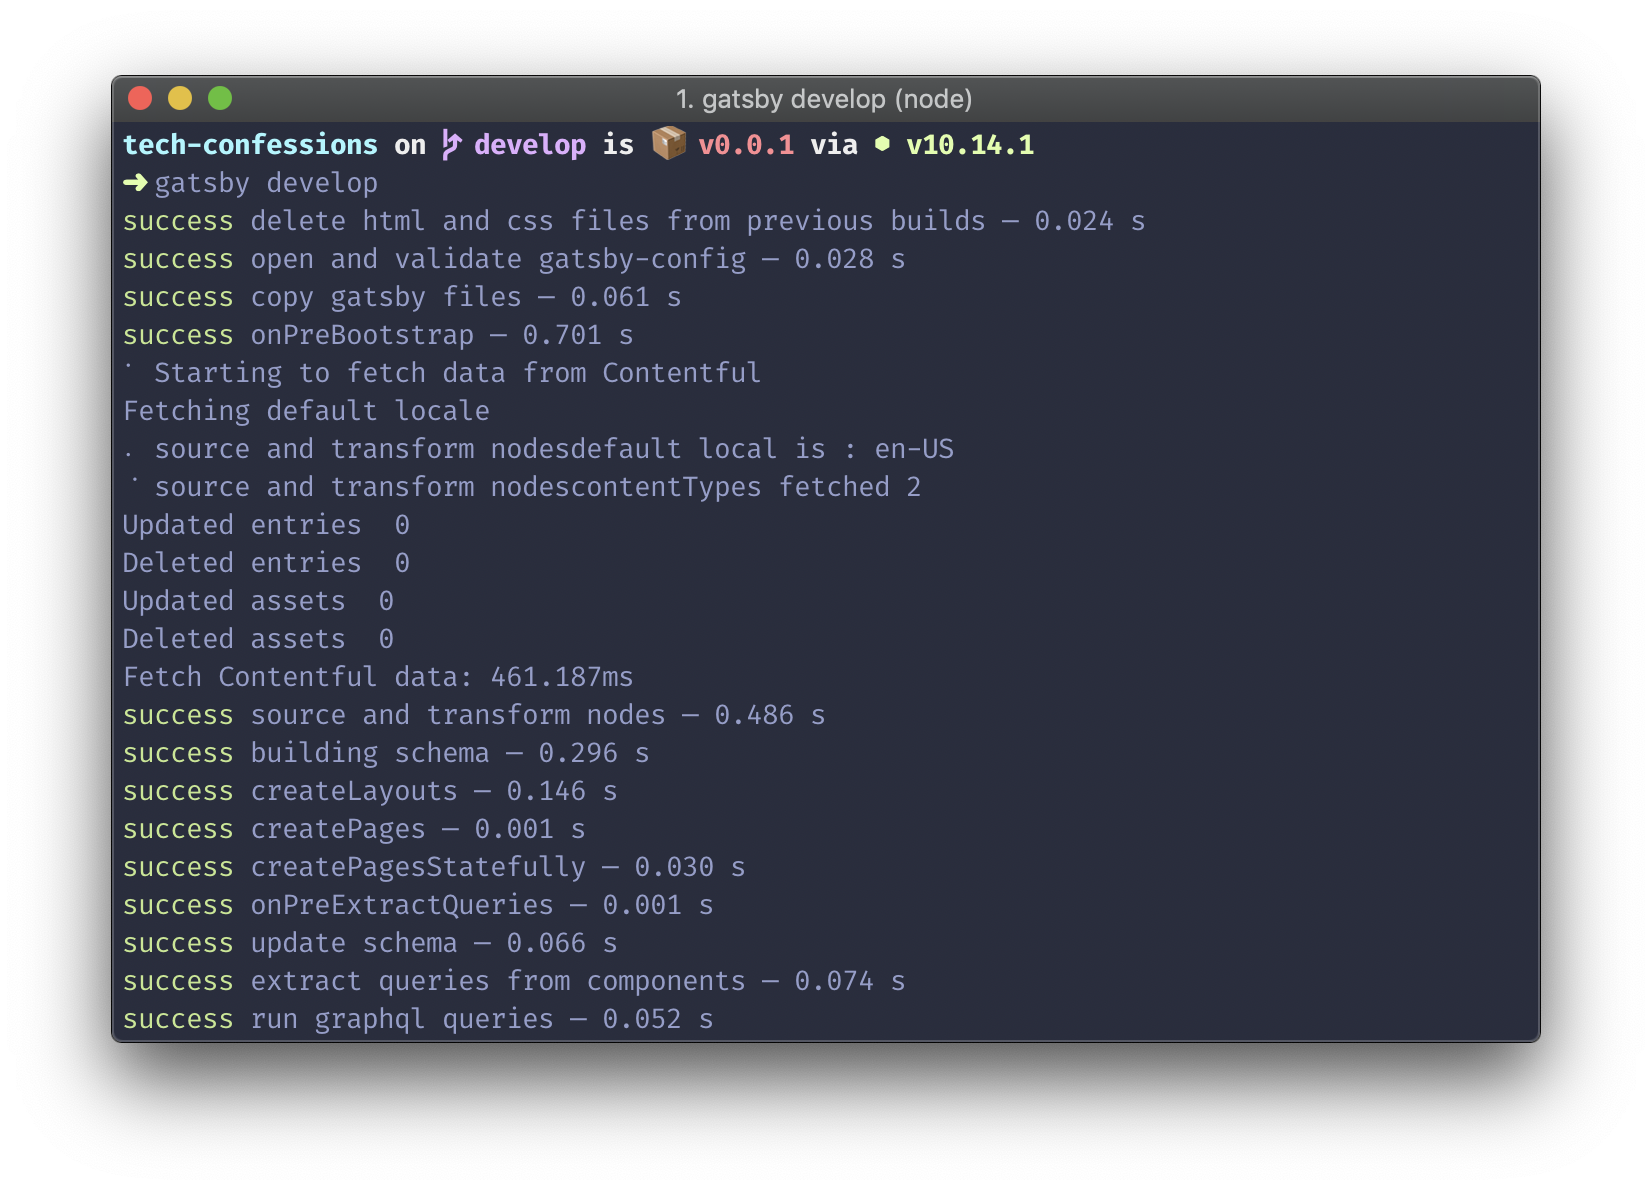 1. gatsby develop (node)
tech-confessions on develop is 📦 v0.0.1 via ⬢ v10.14.1
➜ gatsby develop
success delete html and css files from previous builds — 0.024 s
success open and validate gatsby-config — 0.028 s
success copy gatsby files — 0.061 s
success onPreBootstrap — 0.701 s
⠈ Starting to fetch data from Contentful
Fetching default locale
⠠ source and transform nodesdefault local is : en-US
⠈ source and transform nodescontentTypes fetched 2
Updated entries  0
Deleted entries  0
Updated assets  0
Deleted assets  0
Fetch Contentful data: 461.187ms
success source and transform nodes — 0.486 s
success building schema — 0.296 s
success createLayouts — 0.146 s
success createPages — 0.001 s
success createPagesStatefully — 0.030 s
success onPreExtractQueries — 0.001 s
success update schema — 0.066 s
success extract queries from components — 0.074 s
success run graphql queries — 0.052 s